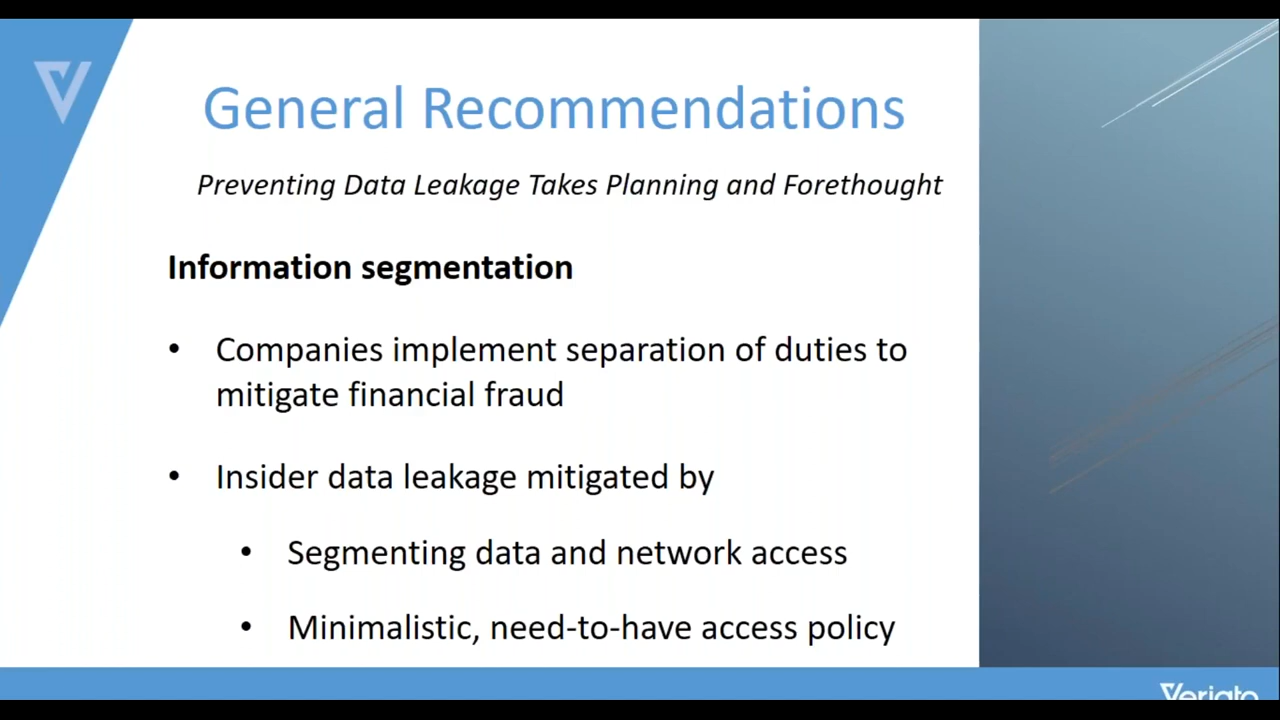 General Recommendations
Preventing Data Leakage Takes Planning and Forethought
Information segmentation
• Companies implement separation of duties to
mitigate financial fraud
• Insider data leakage mitigated by
• Segmenting data and network access
• Minimalistic, need-to-have access policy
Veriato